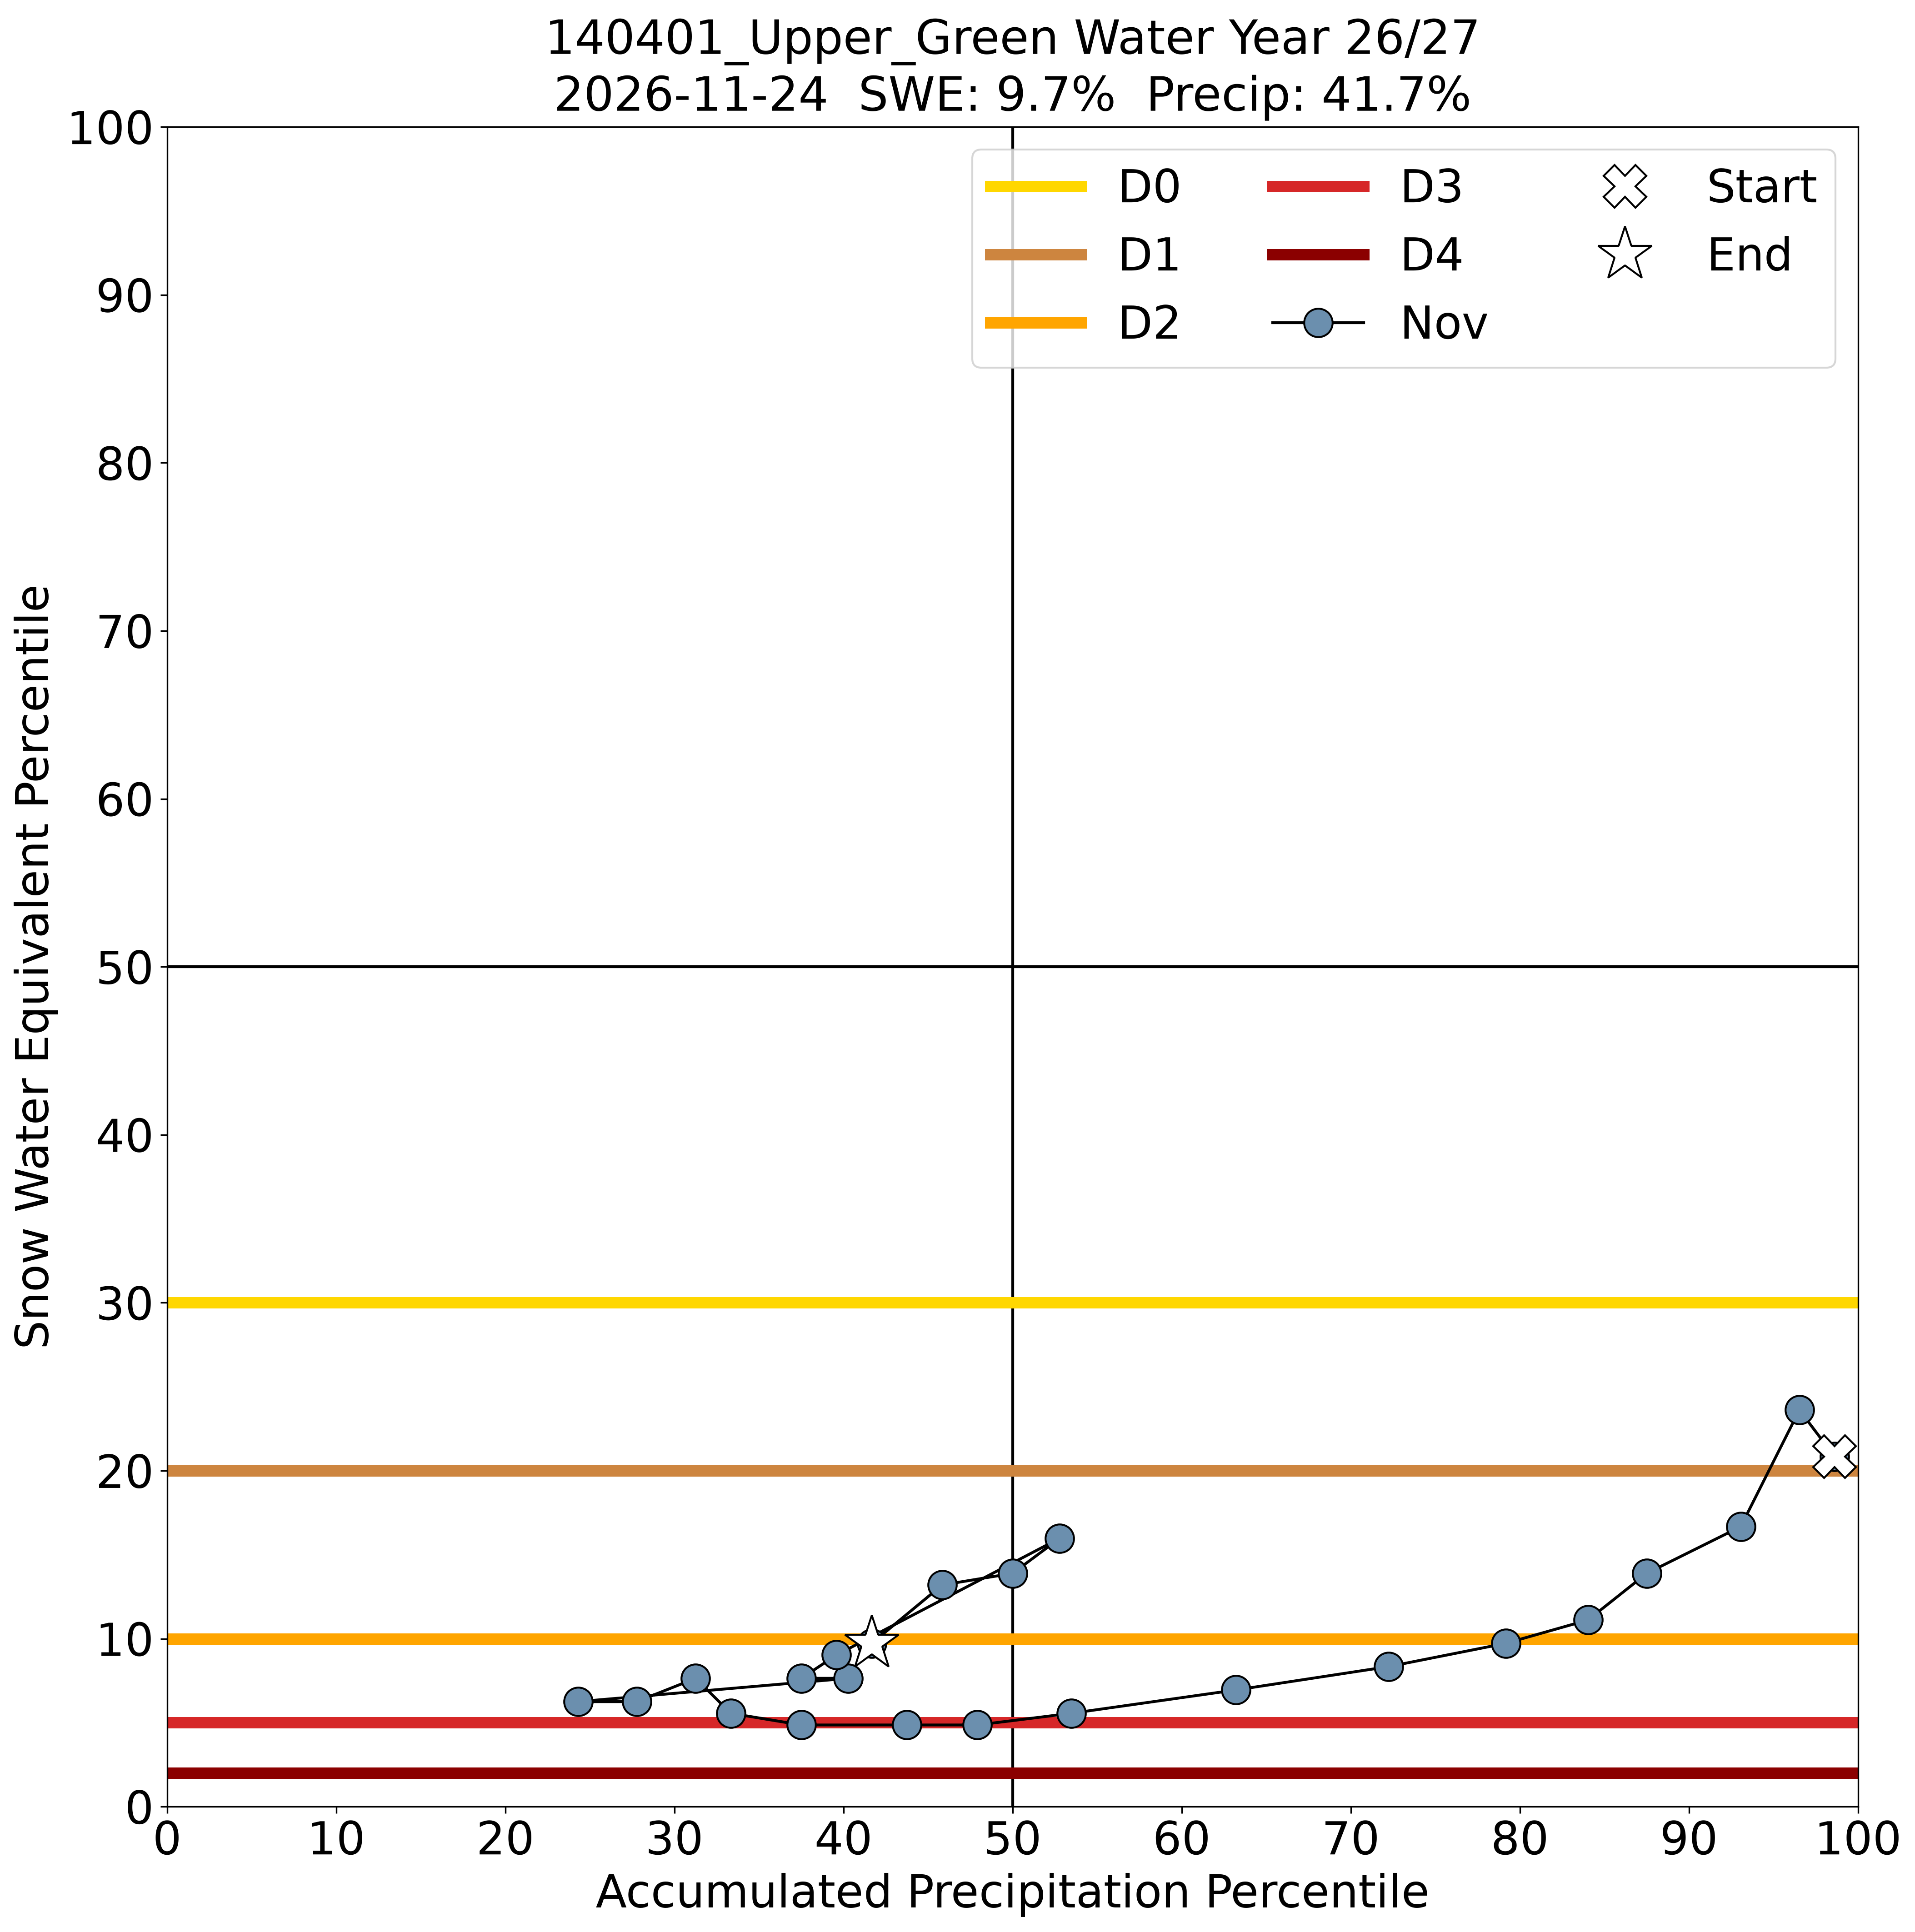 140401_Upper_Green Water Year 26/27
2026-11-24  SWE: 9.7%  Precip: 41.7%
D0
D1
D2
D3
D4
Nov
Start
End
Snow Water Equivalent Percentile
100
90
80
70
60
50
40
30
20
10
0
0 10 20 30 40 50 60 70 80 90 100
Accumulated Precipitation Percentile